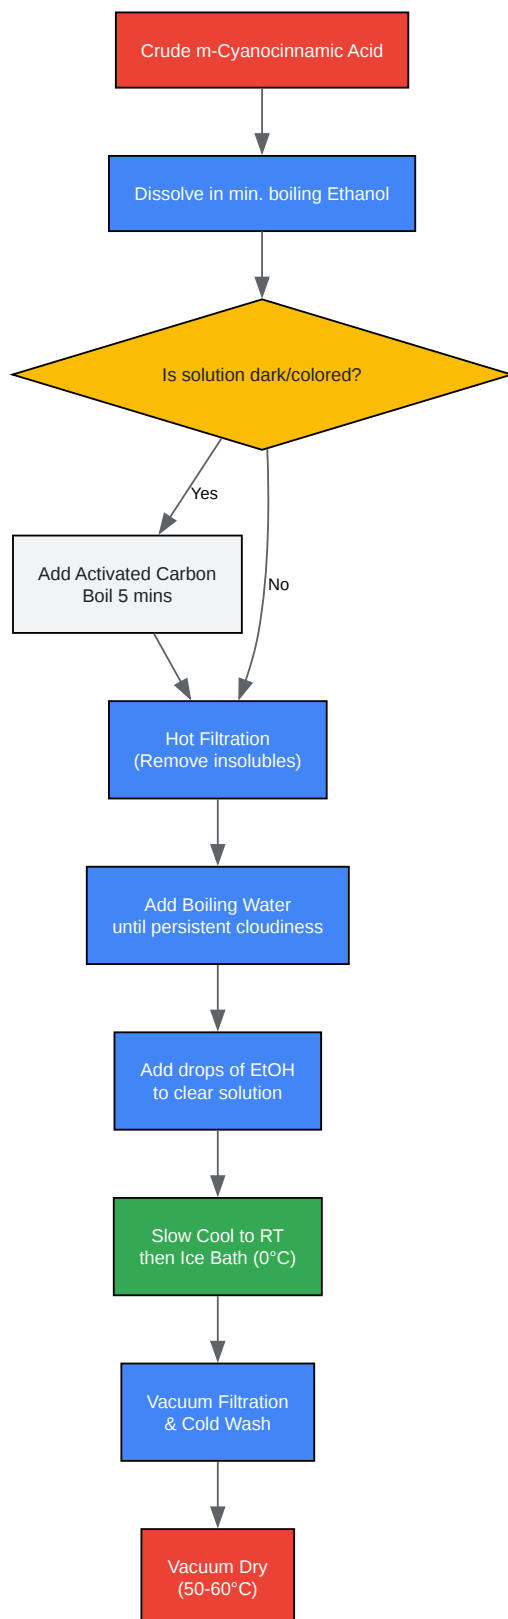 Crude m-Cyanocinnamic Acid
Dissolve in min. boiling Ethanol
Is solution dark/colored?
Yes
Add Activated Carbon
Boil 5 mins
No
Hot Filtration
(Remove insolubles)
Add Boiling Water
until persistent cloudiness
Add drops of EtOH
to clear solution
Slow Cool to RT
then Ice Bath (0°C)
Vacuum Filtration
& Cold Wash
Vacuum Dry
(50-60°C)